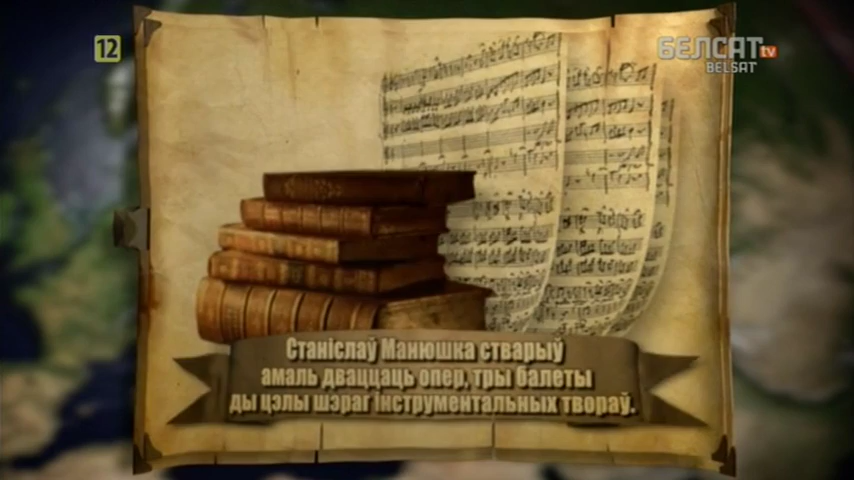 12
БЕЛСАТ tv
BELSAT
Станіслаў Манюшка стварыў
амаль дваццаць опер, тры балеты
ды цэлы шэраг інструментальных твораў.